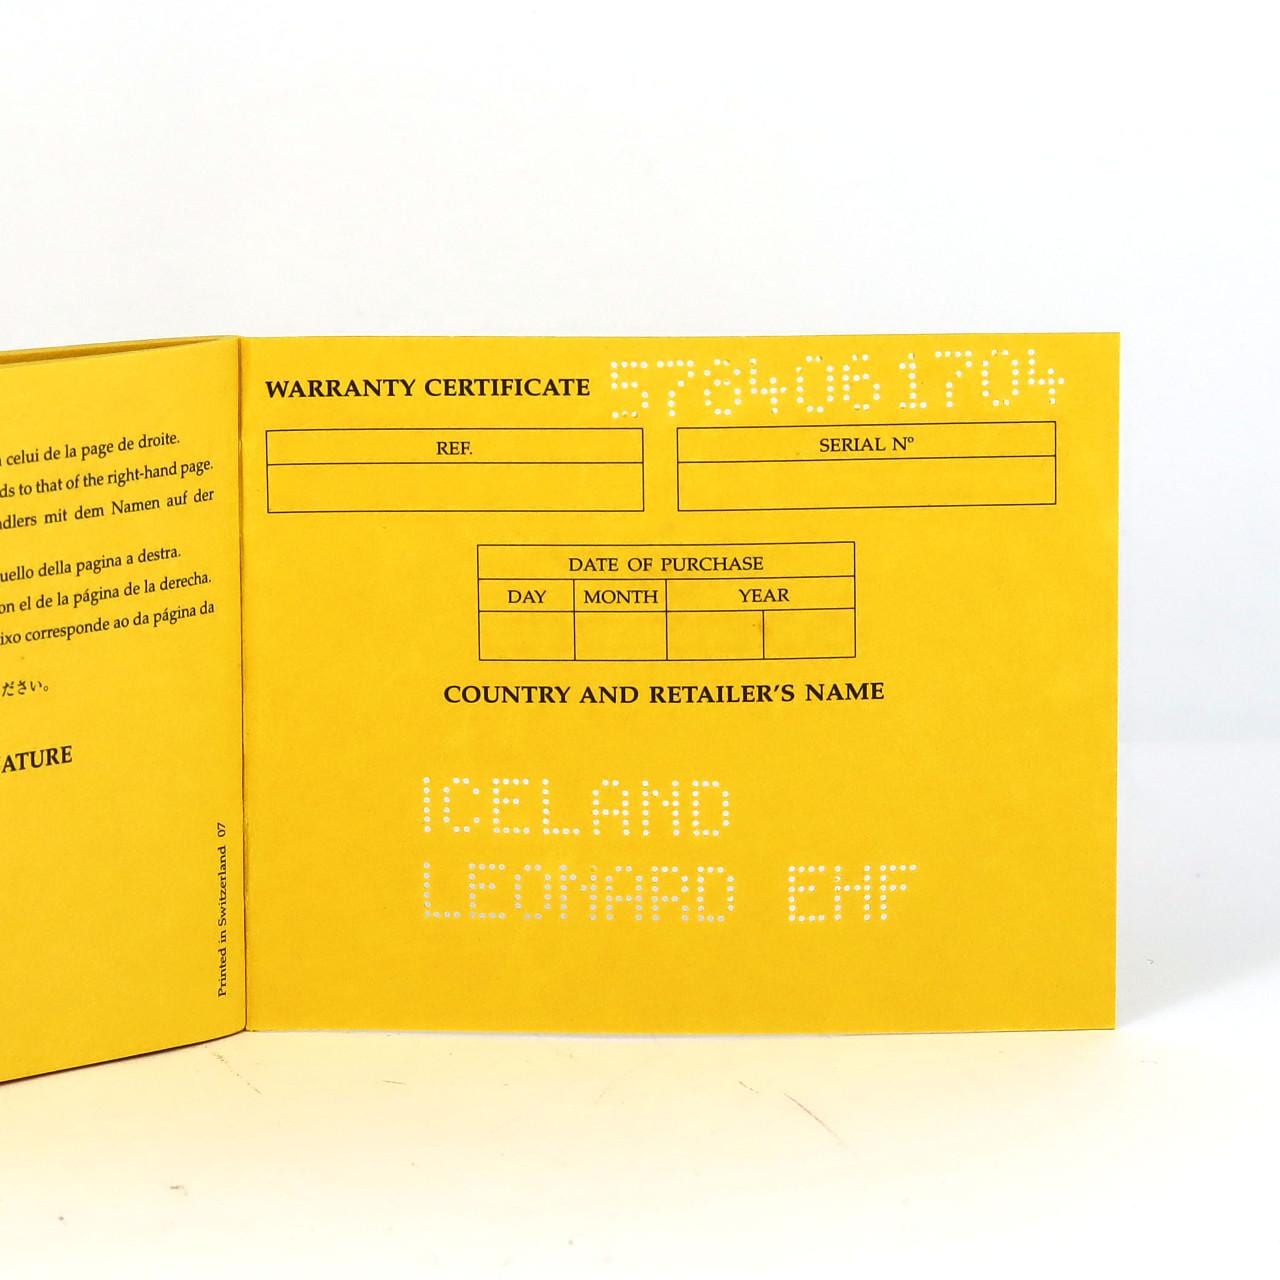 celui de la page de droite.
ds to that of the right-hand page.
dlers mit dem Namen auf der
uello della pagina a destra.
on el de la página de la derecha.
ixo corresponde ao da página da
ださい。
ATURE
Printed in Switzerland 07
WARRANTY CERTIFICATE 5784061704
REF. SERIAL Nº
DATE OF PURCHASE
DAY MONTH YEAR
COUNTRY AND RETAILER'S NAME
ICELAND
LEONARD EHF